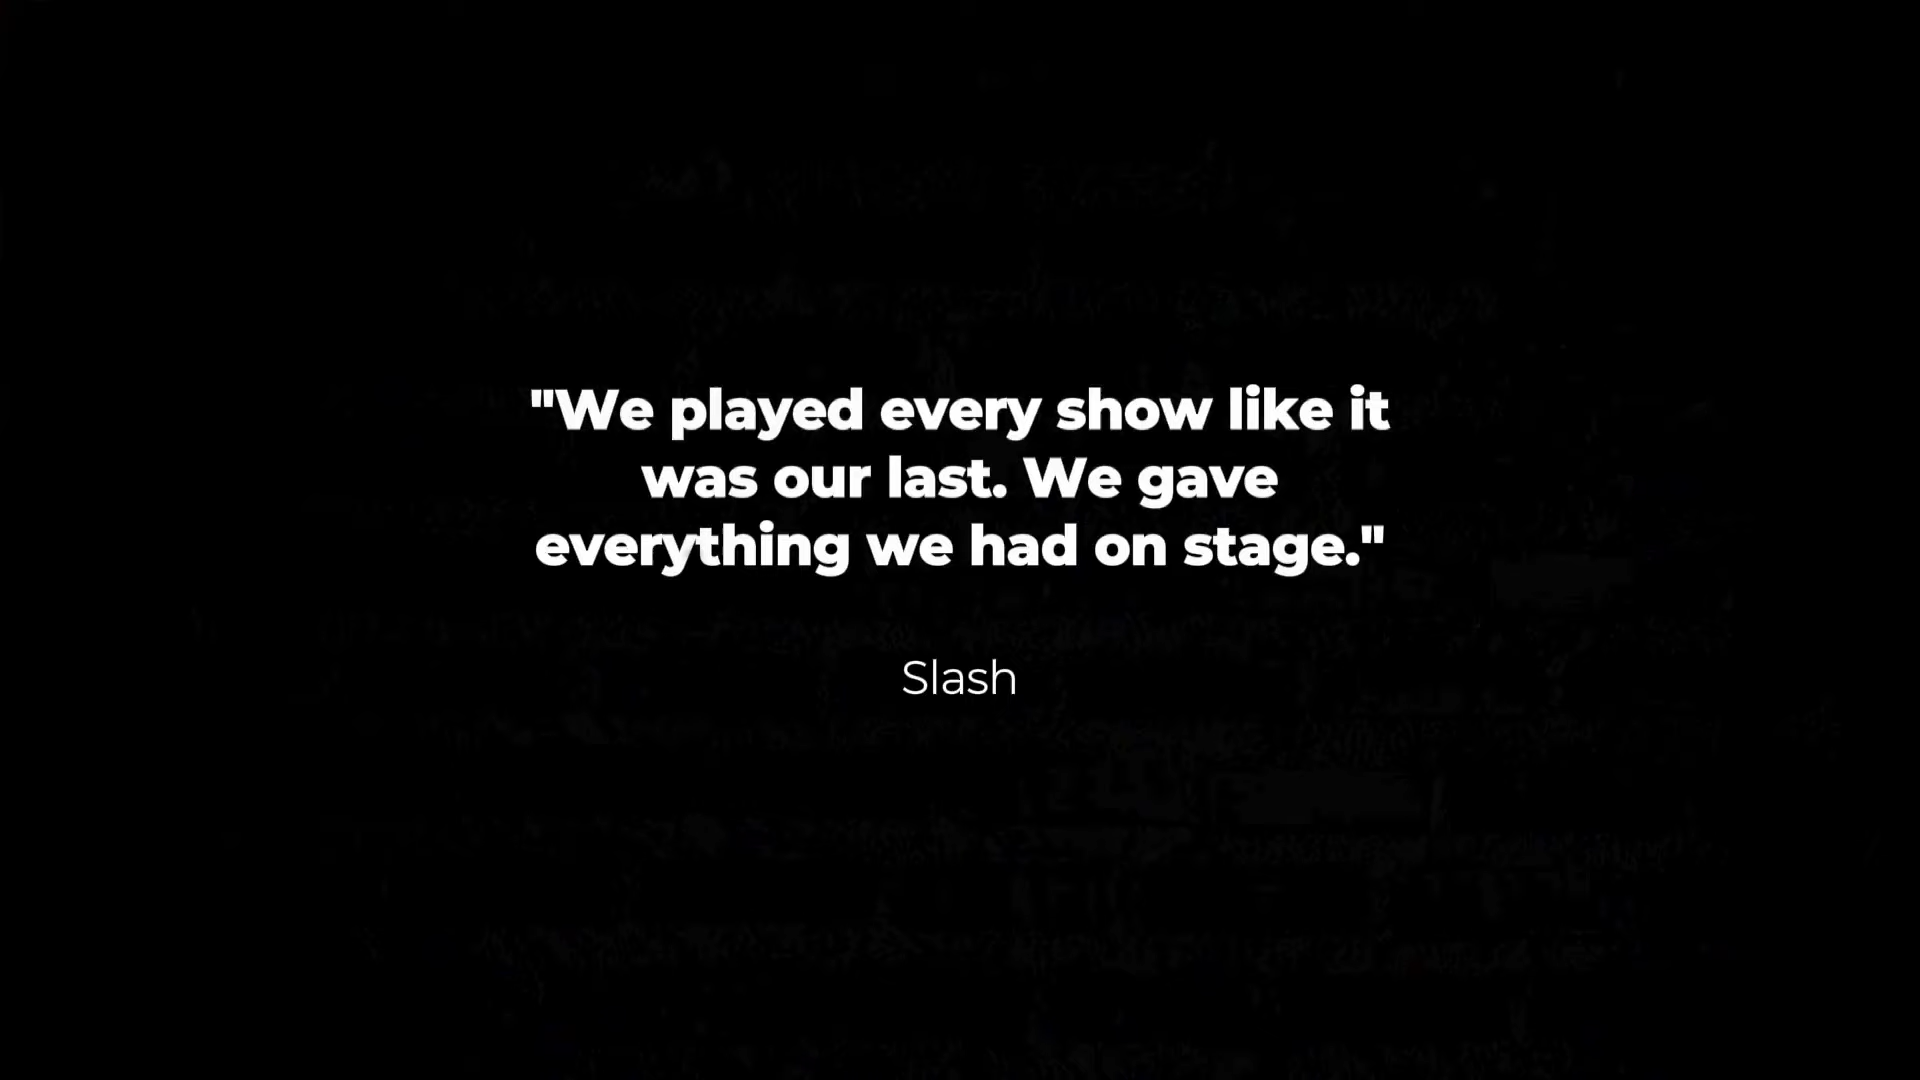 "We played every show like it
was our last. We gave
everything we had on stage."
Slash